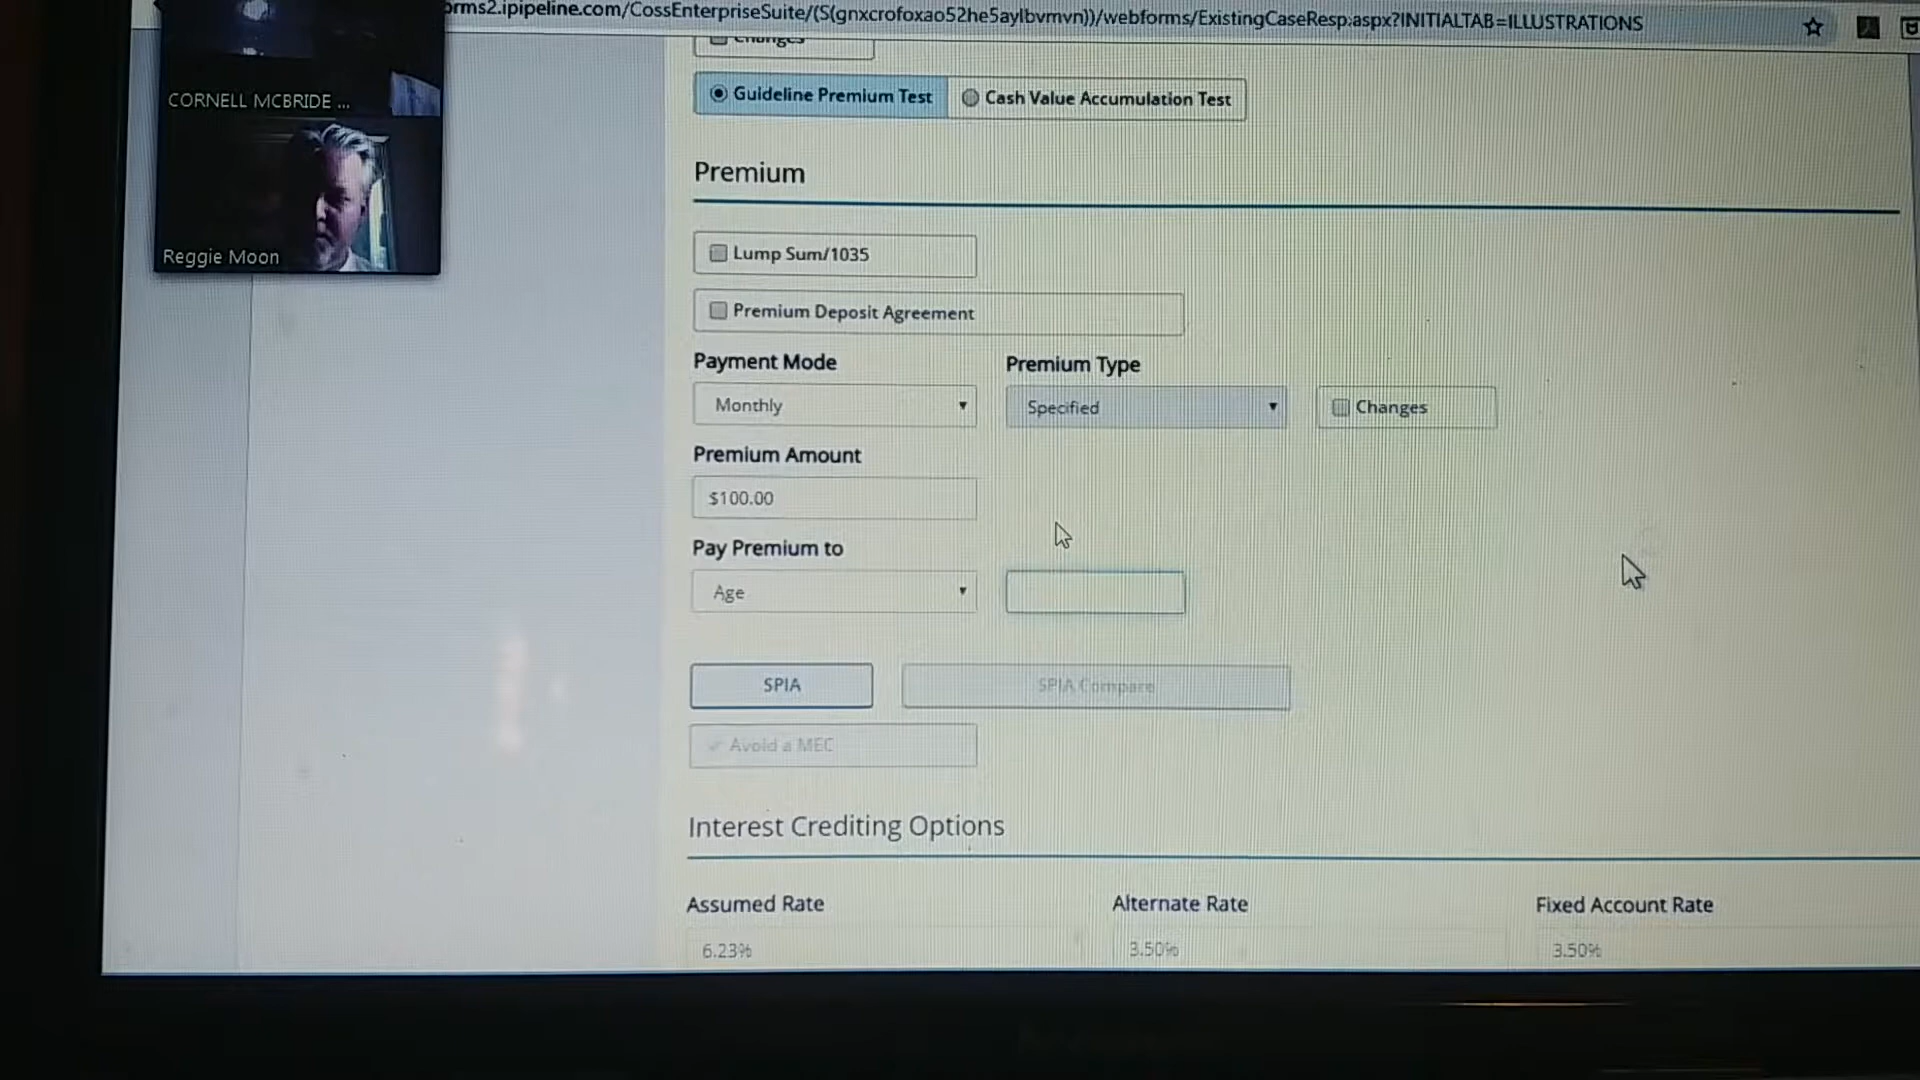 orms2.ipipeline.com/CossEnterpriseSuite/(S(gnxcrofoxao52he5aylbvmvn))/webforms/ExistingCaseResp.aspx?INITIALTAB=ILLUSTRATIONS
Changes
CORNELL MCBRIDE ...
Guideline Premium Test
Cash Value Accumulation Test
Reggie Moon
Premium
Lump Sum/1035
Premium Deposit Agreement
Payment Mode
Premium Type
Monthly
Specified
Changes
Premium Amount
$100.00
Pay Premium to
Age
SPIA
SPIA Compare
Avoid a MEC
Interest Crediting Options
Assumed Rate
Alternate Rate
Fixed Account Rate
6.23%
3.50%
3.50%